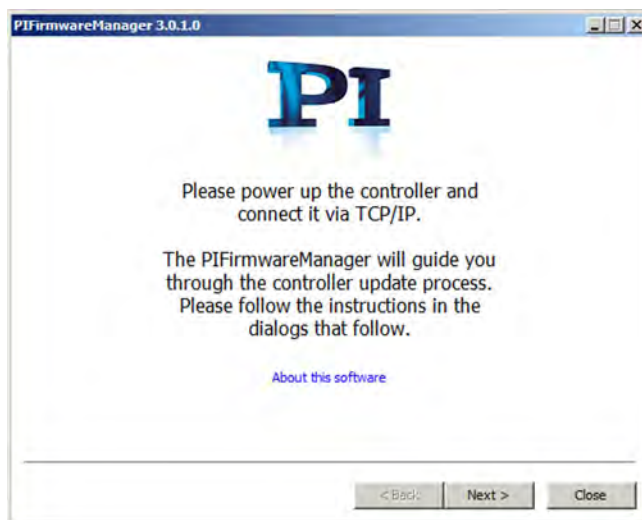 PIFirmwareManager 3.0.1.0
PI
Please power up the controller and
connect it via TCP/IP.
The PIFirmwareManager will guide you
through the controller update process.
Please follow the instructions in the
dialogs that follow.
About this software
< Back
Next >
Close